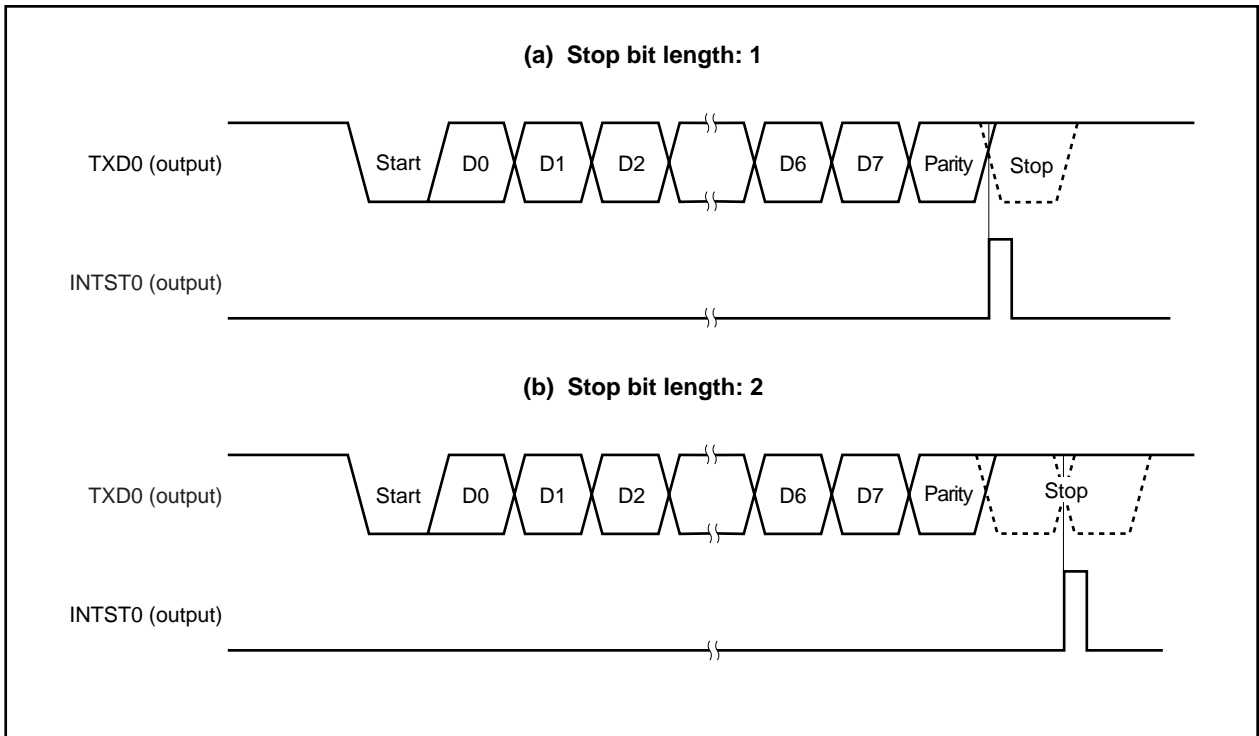 (a) Stop bit length: 1
TXD0 (output)
Start D0 D1 D2 D6 D7 Parity Stop
INTST0 (output)
(b) Stop bit length: 2
TXD0 (output)
Start D0 D1 D2 D6 D7 Parity Stop
INTST0 (output)